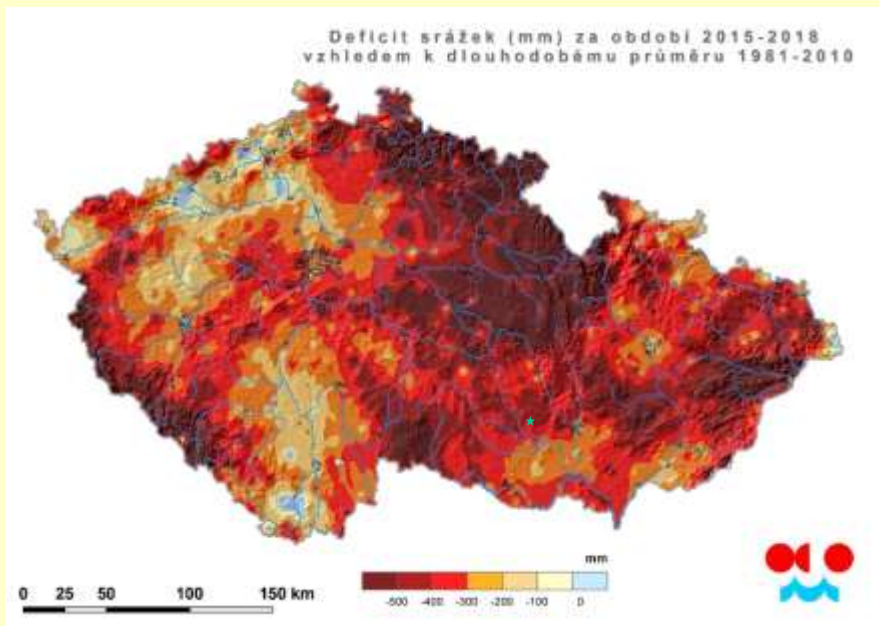 Deficit srážek (mm) za období 2015-2018
vzhledem k dlouhodobému průměru 1981-2010
mm
0 25 50 100 150 km
-500 -400 -300 -200 -100 0